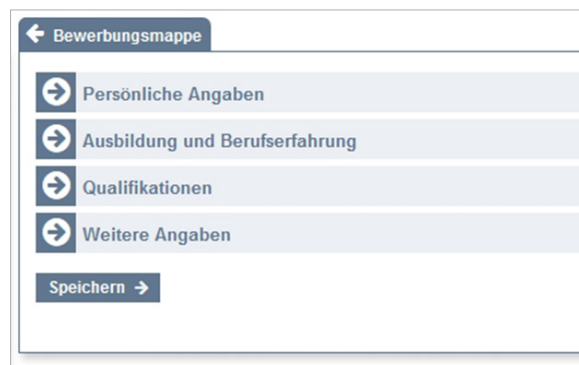 Bewerbungsmappe
Persönliche Angaben
Ausbildung und Berufserfahrung
Qualifikationen
Weitere Angaben
Speichern